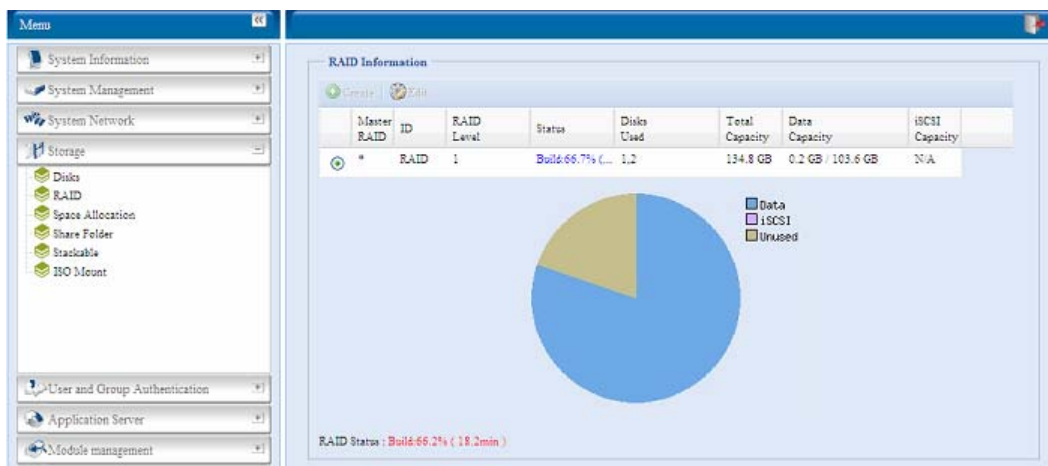 Menu
System Information
System Management
System Network
Storage
Disks
RAID
Space Allocation
Share Folder
Stackable
ISO Mount
User and Group Authentication
Application Server
Module management
RAID Information
Create Edit
Master RAID ID RAID Level Status Disks Used Total Capacity Data Capacity iSCSI Capacity
* RAID 1 Build:66.7% (... 1,2 134.8 GB 0.2 GB / 103.6 GB N/A
Data
iSCSI
Unused
RAID Status : Build:66.2% ( 18.2min )